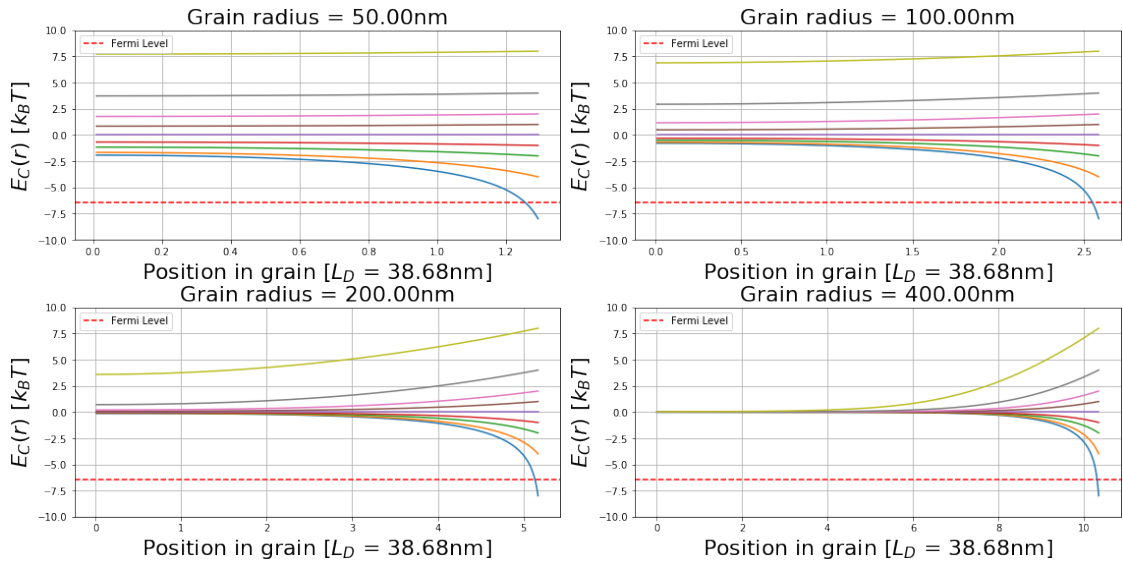 Grain radius = 50.00nm
Fermi Level
E_C(r) [k_BT]
10.0
7.5
5.0
2.5
0.0
−2.5
−5.0
−7.5
−10.0
0.0 0.2 0.4 0.6 0.8 1.0 1.2
Position in grain [L_D = 38.68nm]
Grain radius = 100.00nm
Fermi Level
E_C(r) [k_BT]
10.0
7.5
5.0
2.5
0.0
−2.5
−5.0
−7.5
−10.0
0.0 0.5 1.0 1.5 2.0 2.5
Position in grain [L_D = 38.68nm]
Grain radius = 200.00nm
Fermi Level
E_C(r) [k_BT]
10.0
7.5
5.0
2.5
0.0
−2.5
−5.0
−7.5
−10.0
0 1 2 3 4 5
Position in grain [L_D = 38.68nm]
Grain radius = 400.00nm
Fermi Level
E_C(r) [k_BT]
10.0
7.5
5.0
2.5
0.0
−2.5
−5.0
−7.5
−10.0
0 2 4 6 8 10
Position in grain [L_D = 38.68nm]